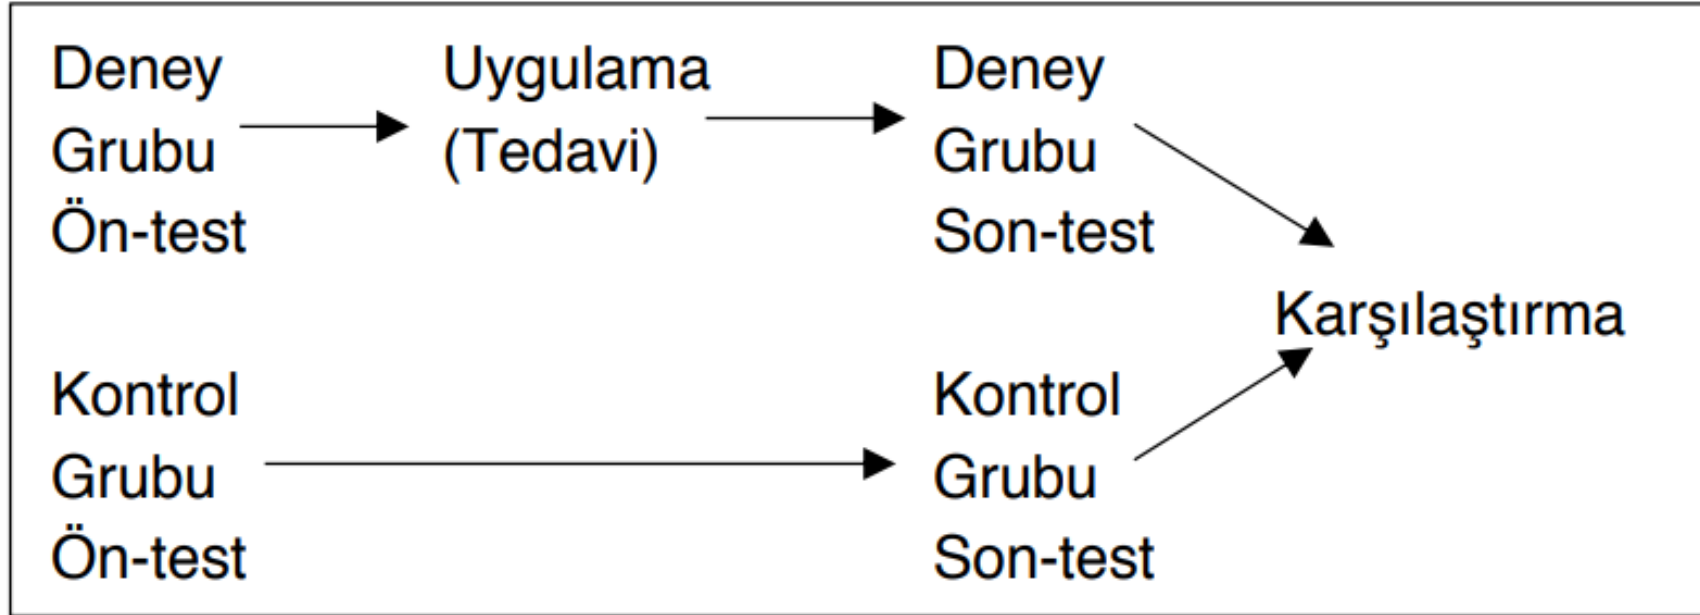 Deney
Grubu
Ön-test
Uygulama
(Tedavi)
Deney
Grubu
Son-test
Karşılaştırma
Kontrol
Grubu
Ön-test
Kontrol
Grubu
Son-test